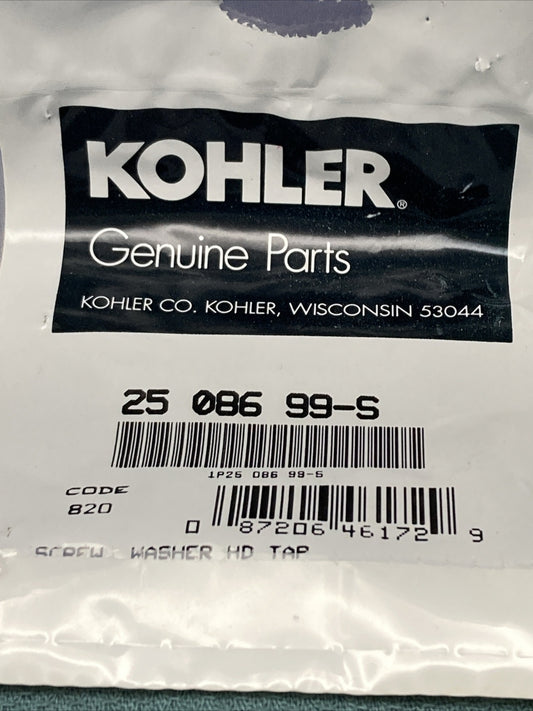 KOHLER®
Genuine Parts
KOHLER CO. KOHLER, WISCONSIN 53044
25 086 99-S
1P25 086 99-S
CODE
820
0 87206 46172 9
SCREW: WASHER HD TAP